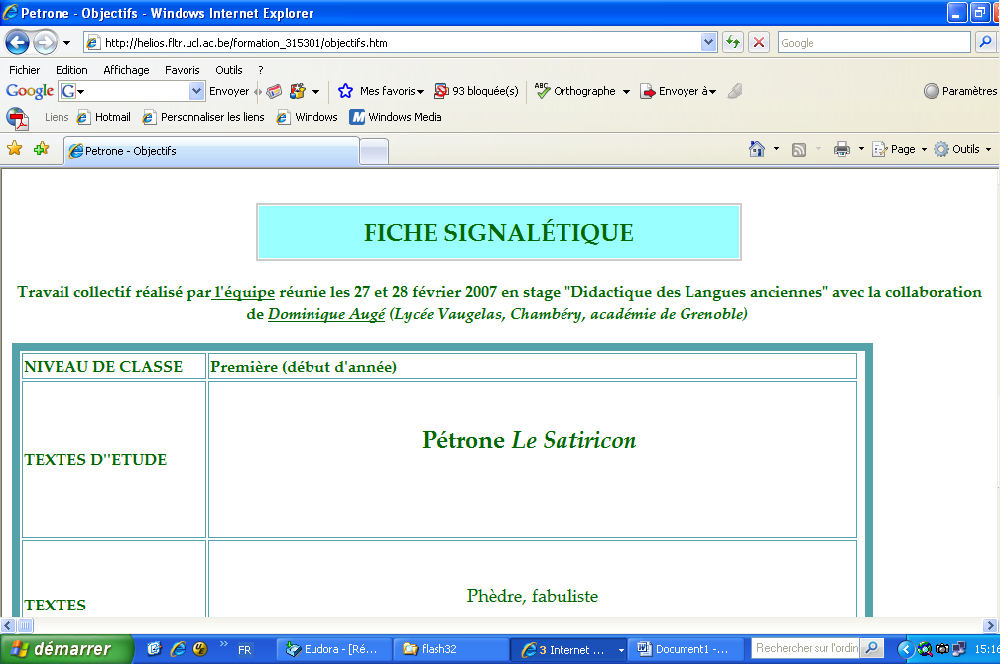 Petrone - Objectifs - Windows Internet Explorer
http://helios.fltr.ucl.ac.be/formation_315301/objectifs.htm
Google
Fichier Edition Affichage Favoris Outils ?
Google G Envoyer Mes favoris 93 bloquée(s) ABC Orthographe Envoyer à Paramètres
Liens Hotmail Personnaliser les liens Windows Windows Media
Petrone - Objectifs Page Outils
FICHE SIGNALÉTIQUE
Travail collectif réalisé par l'équipe réunie les 27 et 28 février 2007 en stage "Didactique des Langues anciennes" avec la collaboration
de Dominique Augé (Lycée Vaugelas, Chambéry, académie de Grenoble)
NIVEAU DE CLASSE Première (début d'année)
Pétrone Le Satiricon
TEXTES D''ETUDE
Phèdre, fabuliste
TEXTES
démarrer » FR Eudora - [Ré... flash32 3 Internet ... Document1 -... Rechercher sur l'ordin